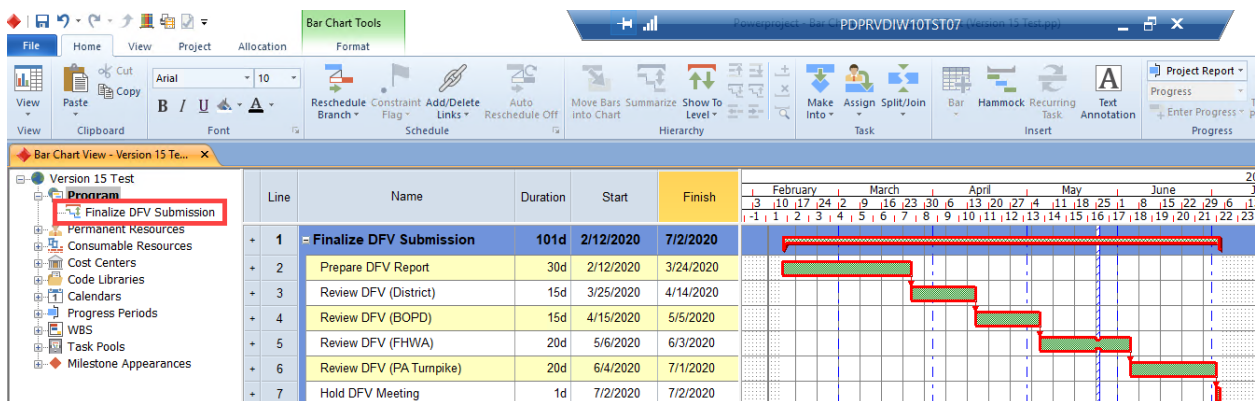 Bar Chart Tools
Powerproject - Bar Ch PDPRVDIW10TST07 (Version 15 Test.pp)
File Home View Project Allocation Format
View
Paste
Cut
Copy
Arial 10
B I U A
Reschedule Branch
Constraint Flag
Add/Delete Links
Auto Reschedule Off
Move Bars into Chart
Summarize
Show To Level
Make Into
Assign
Split/Join
Bar
Hammock
Recurring Task
Text Annotation
Project Report
Progress
Enter Progress
View Clipboard Font Schedule Hierarchy Task Insert Progress
Bar Chart View - Version 15 Te... X
Version 15 Test
Program
Finalize DFV Submission
Permanent Resources
Consumable Resources
Cost Centers
Code Libraries
Calendars
Progress Periods
WBS
Task Pools
Milestone Appearances
Line Name Duration Start Finish
1 Finalize DFV Submission 101d 2/12/2020 7/2/2020
2 Prepare DFV Report 30d 2/12/2020 3/24/2020
3 Review DFV (District) 15d 3/25/2020 4/14/2020
4 Review DFV (BOPD) 15d 4/15/2020 5/5/2020
5 Review DFV (FHWA) 20d 5/6/2020 6/3/2020
6 Review DFV (PA Turnpike) 20d 6/4/2020 7/1/2020
7 Hold DFV Meeting 1d 7/2/2020 7/2/2020
February March April May June
3 10 17 24 2 9 16 23 30 6 13 20 27 4 11 18 25 1 8 15 22 29 6
-1 1 2 3 4 5 6 7 8 9 10 11 12 13 14 15 16 17 18 19 20 21 22 23